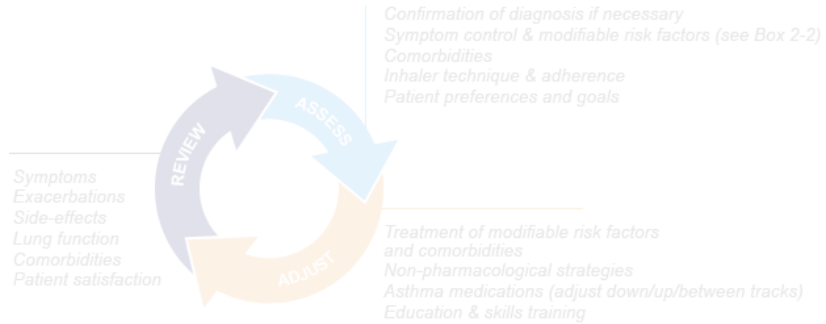 Confirmation of diagnosis if necessary
Symptom control & modifiable risk factors (see Box 2-2)
Comorbidities
Inhaler technique & adherence
Patient preferences and goals
ASSESS
REVIEW
Symptoms
Exacerbations
Side-effects
Lung function
Comorbidities
Patient satisfaction
ADJUST
Treatment of modifiable risk factors
and comorbidities
Non-pharmacological strategies
Asthma medications (adjust down/up/between tracks)
Education & skills training